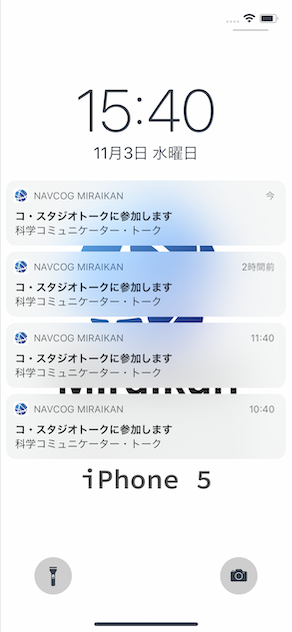 15:40
11月3日 水曜日
NAVCOG MIRAIKAN 今
コ・スタジオトークに参加します
科学コミュニケーター・トーク
NAVCOG MIRAIKAN 2時間前
コ・スタジオトークに参加します
科学コミュニケーター・トーク
NAVCOG MIRAIKAN 11:40
コ・スタジオトークに参加します
科学コミュニケーター・トーク
Miraikan
NAVCOG MIRAIKAN 10:40
コ・スタジオトークに参加します
科学コミュニケーター・トーク
iPhone 5